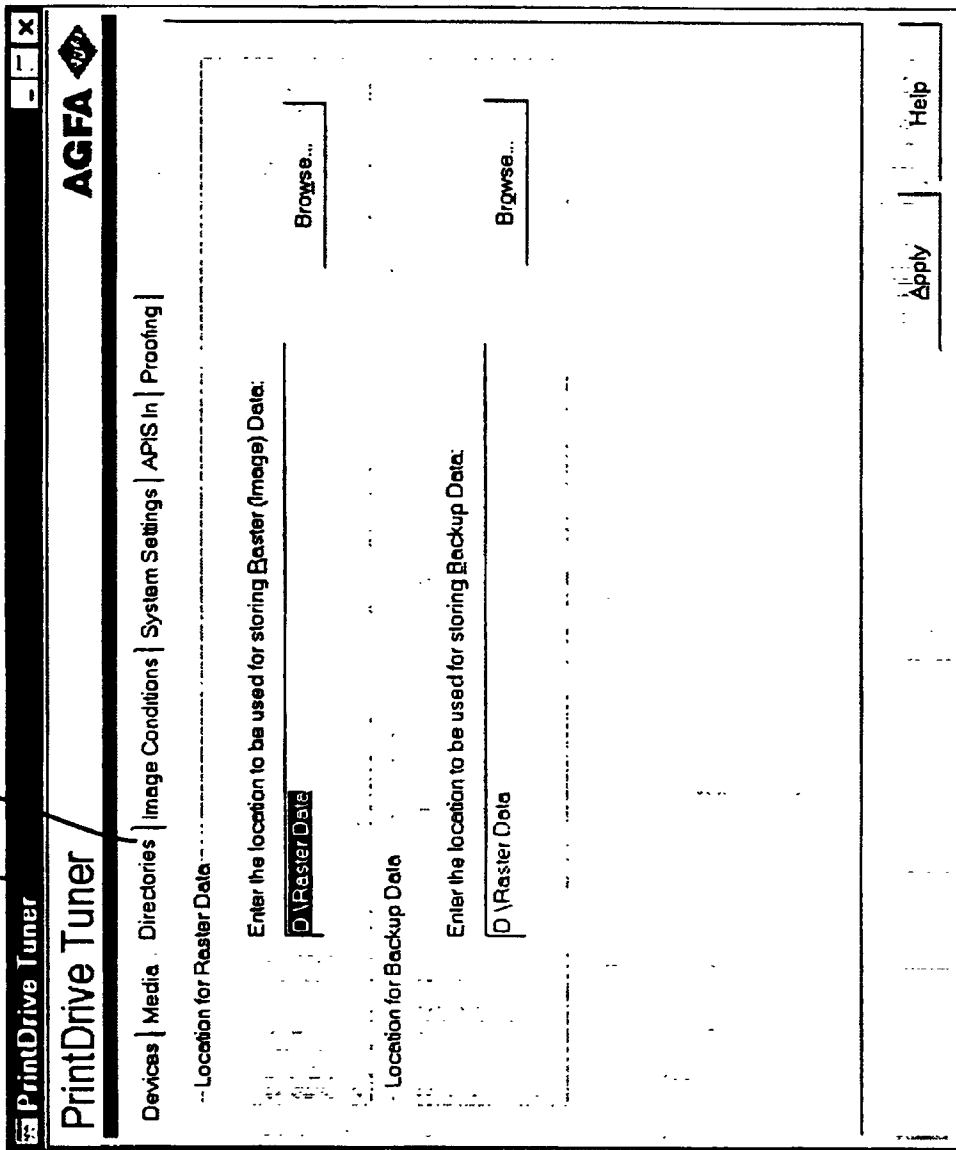 PrintDrive Tuner
PrintDrive Tuner
AGFA
Devices | Media Directories | Image Conditions | System Settings | APIS In | Proofing |
Location for Raster Data
Enter the location to be used for storing Raster (Image) Data:
D \Raster Data
Browse...
Location for Backup Data
Enter the location to be used for storing Backup Data:
D \Raster Data
Browse...
Apply
Help